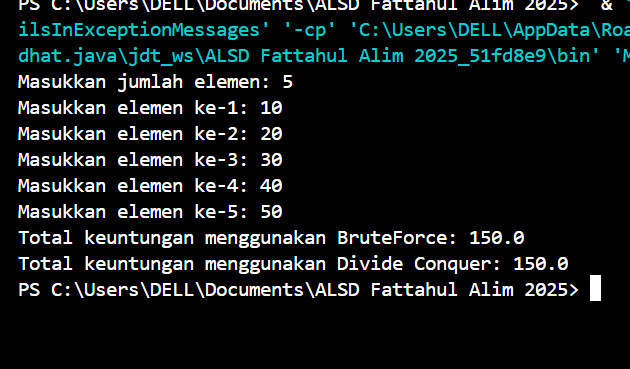 PS C:\Users\DELL\Documents\ALSD Fattahul Alim 2025> &
ilsInExceptionMessages' '-cp' 'C:\Users\DELL\AppData\Roa
dhat.java\jdt_ws\ALSD Fattahul Alim 2025_51fd8e9\bin' 'M
Masukkan jumlah elemen: 5
Masukkan elemen ke-1: 10
Masukkan elemen ke-2: 20
Masukkan elemen ke-3: 30
Masukkan elemen ke-4: 40
Masukkan elemen ke-5: 50
Total keuntungan menggunakan BruteForce: 150.0
Total keuntungan menggunakan Divide Conquer: 150.0
PS C:\Users\DELL\Documents\ALSD Fattahul Alim 2025>